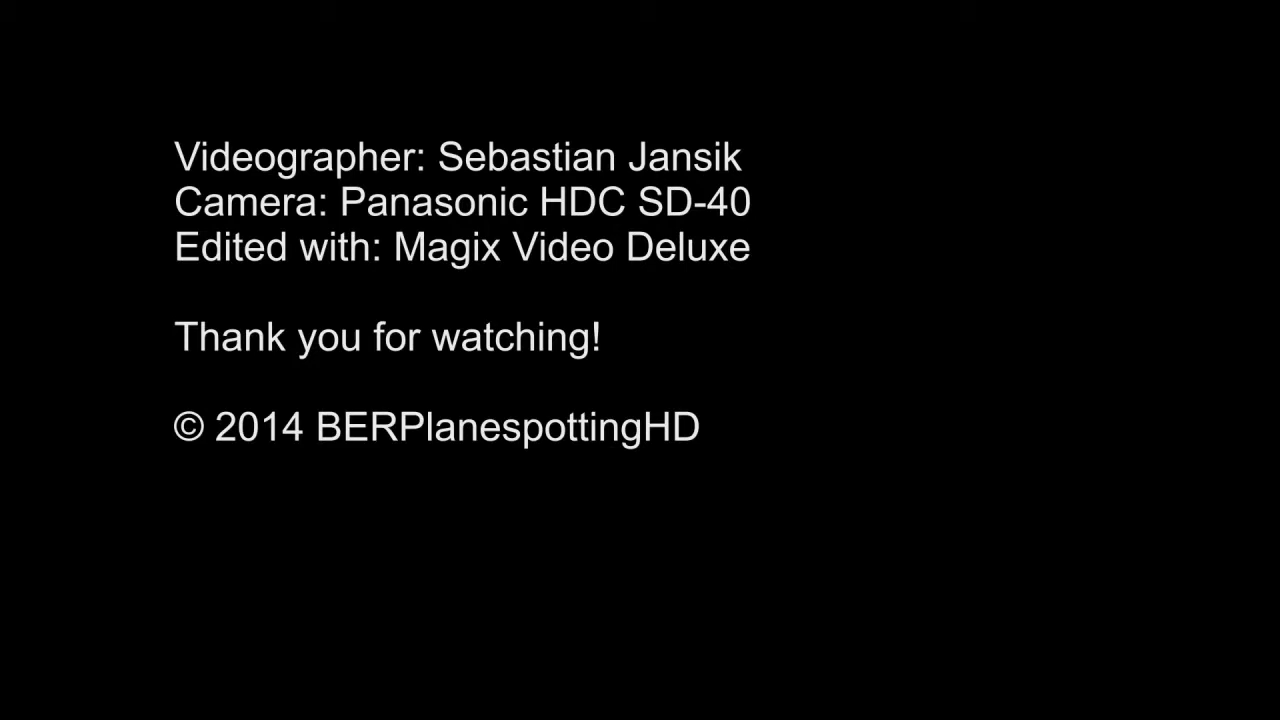 Videographer: Sebastian Jansik
Camera: Panasonic HDC SD-40
Edited with: Magix Video Deluxe
Thank you for watching!
© 2014 BERPlanespottingHD